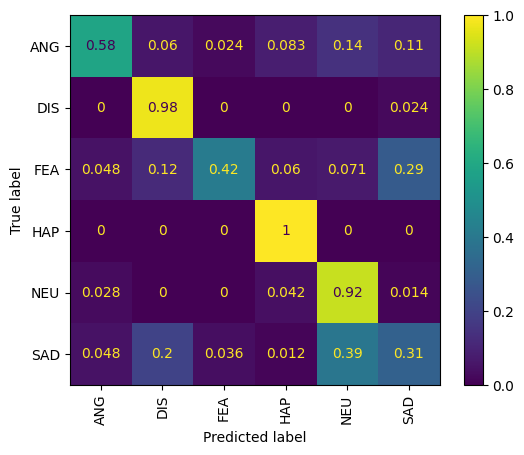 True label
ANG 0.58 0.06 0.024 0.083 0.14 0.11
DIS 0 0.98 0 0 0 0.024
FEA 0.048 0.12 0.42 0.06 0.071 0.29
HAP 0 0 0 1 0 0
NEU 0.028 0 0 0.042 0.92 0.014
SAD 0.048 0.2 0.036 0.012 0.39 0.31
ANG DIS FEA HAP NEU SAD
Predicted label
1.0
0.8
0.6
0.4
0.2
0.0